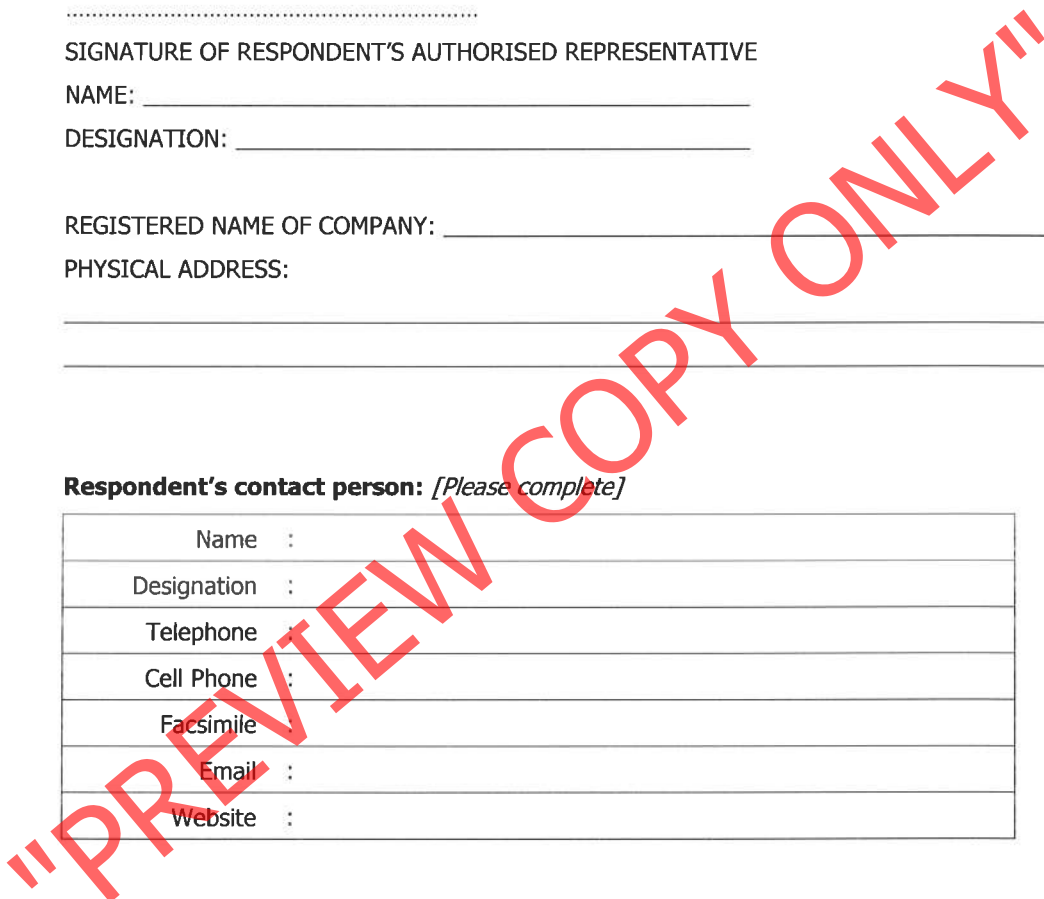 SIGNATURE OF RESPONDENT'S AUTHORISED REPRESENTATIVE
NAME:
DESIGNATION:
REGISTERED NAME OF COMPANY:
PHYSICAL ADDRESS:
Respondent's contact person: [Please complete]
Name :
Designation :
Telephone :
Cell Phone :
Facsimile :
Email :
Website :
"PREVIEW COPY ONLY"